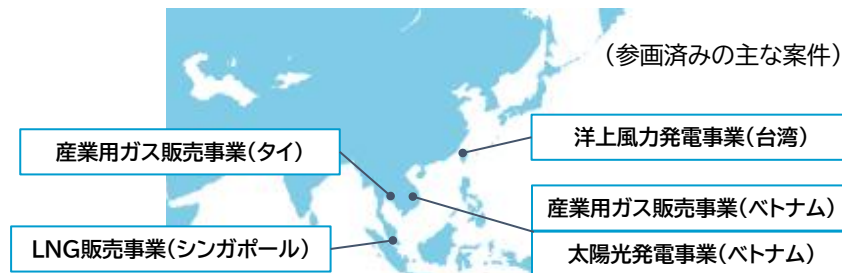 （参画済みの主な案件）
産業用ガス販売事業（タイ）
洋上風力発電事業（台湾）
産業用ガス販売事業（ベトナム）
LNG販売事業（シンガポール）
太陽光発電事業（ベトナム）